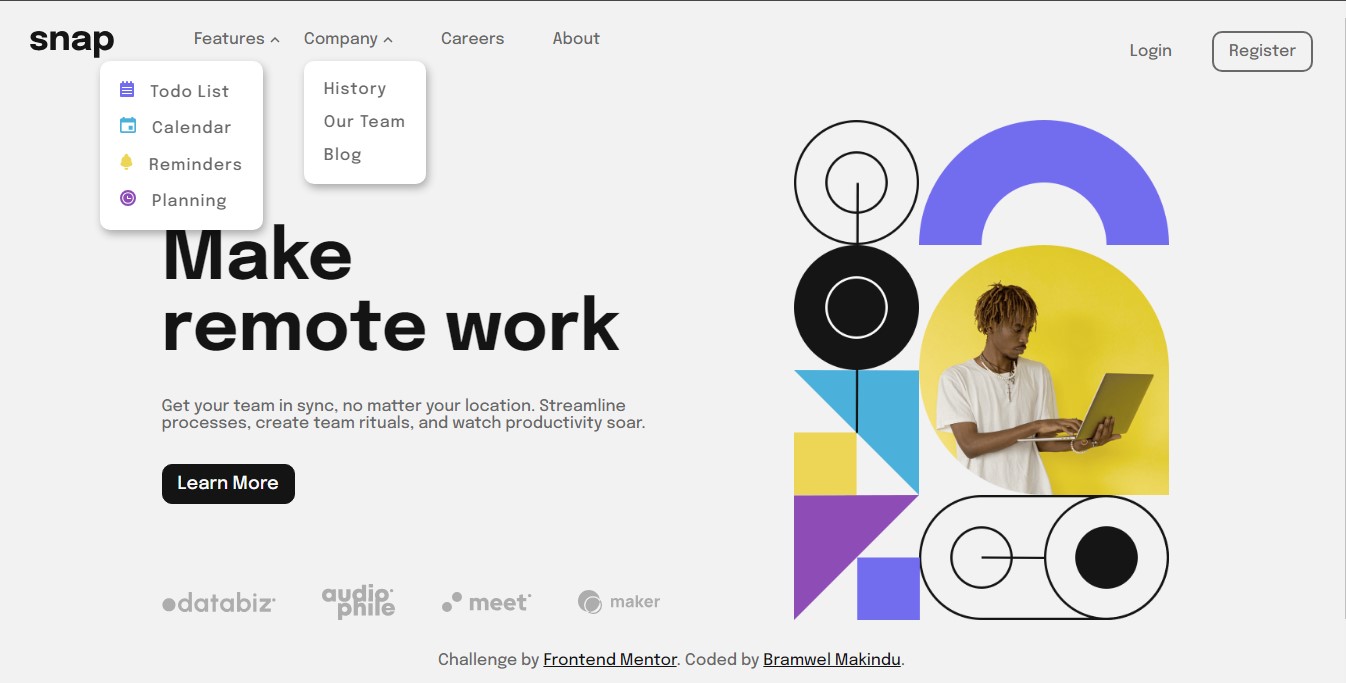 snap
Features
Company
Careers
About
Login
Register
Todo List
Calendar
Reminders
Planning
History
Our Team
Blog
Make
remote work
Get your team in sync, no matter your location. Streamline
processes, create team rituals, and watch productivity soar.
Learn More
databiz
audio
phile
meet
maker
Challenge by Frontend Mentor. Coded by Bramwel Makindu.